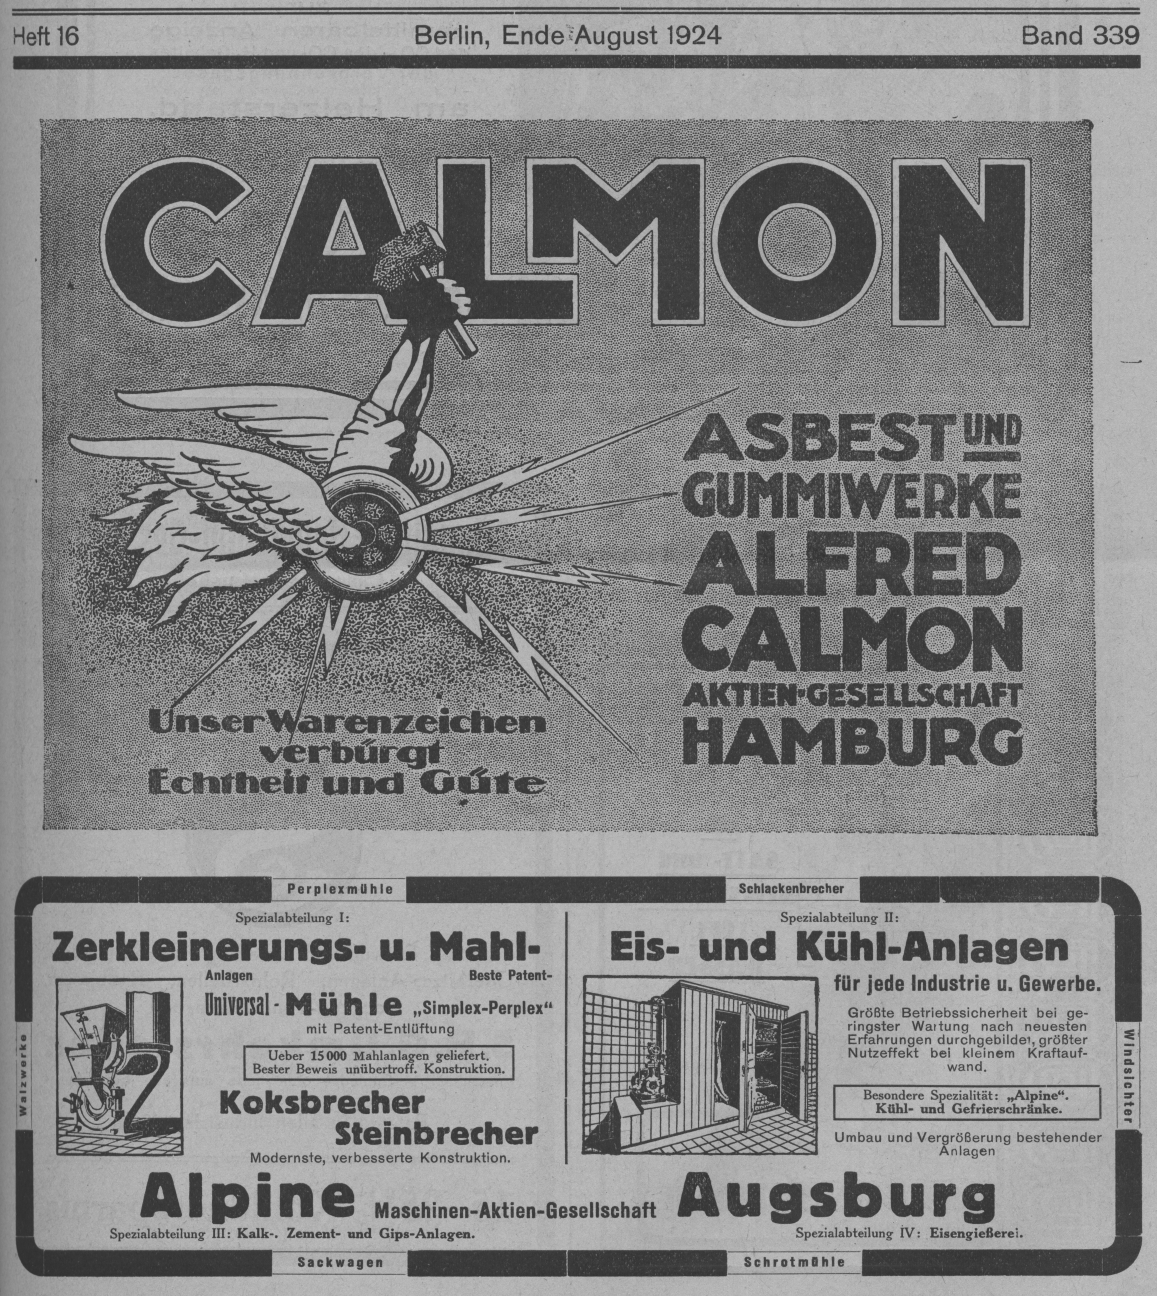 Heft 16 Berlin, Ende August 1924 Band 339
CALMON
ASBEST UND
GUMMIWERKE
ALFRED
CALMON
AKTIEN-GESELLSCHAFT
HAMBURG
Unser Warenzeichen
verbürgt
Echtheit und Güte
Perplexmühle
Schlackenbrecher
Walzwerke
Spezialabteilung I:
Zerkleinerungs- u. Mahl-
Anlagen Beste Patent-
Universal - Mühle „Simplex-Perplex“
mit Patent-Entlüftung
Ueber 15 000 Mahlanlagen geliefert.
Bester Beweis unübertroff. Konstruktion.
Koksbrecher
Steinbrecher
Modernste, verbesserte Konstruktion.
Spezialabteilung II:
Eis- und Kühl-Anlagen
für jede Industrie u. Gewerbe.
Größte Betriebssicherheit bei ge-
ringster Wartung nach neuesten
Erfahrungen durchgebildet, größter
Nutzeffekt bei kleinem Kraftauf-
wand.
Besondere Spezialität: „Alpine“.
Kühl- und Gefrierschränke.
Umbau und Vergrößerung bestehender
Anlagen
Windsichter
Alpine Maschinen-Aktien-Gesellschaft Augsburg
Spezialabteilung III: Kalk-. Zement- und Gips-Anlagen.
Spezialabteilung IV: Eisengießerei.
Sackwagen
Schrotmühle